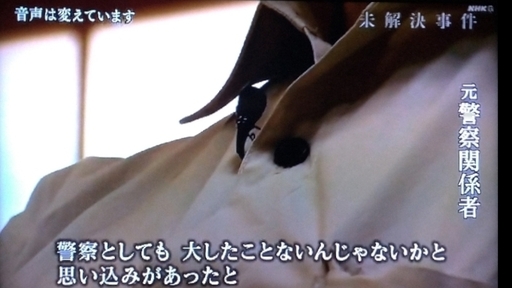 音声は変えています
NHK
未解決事件
元 警察関係者
警察としても 大したことないんじゃないかと
思い込みがあったと